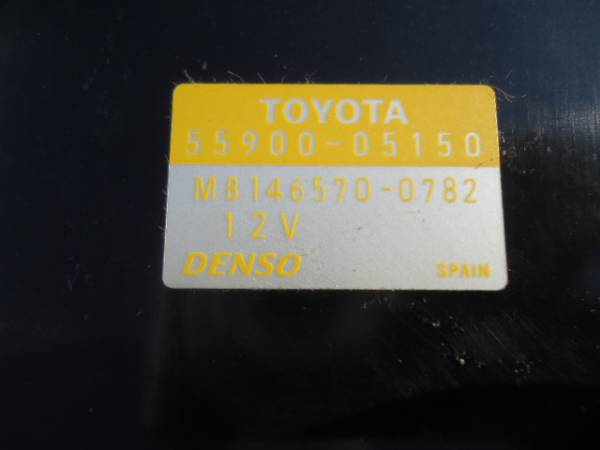 TOYOTA
55900-05150
MB146570-0782
12V
DENSO SPAIN